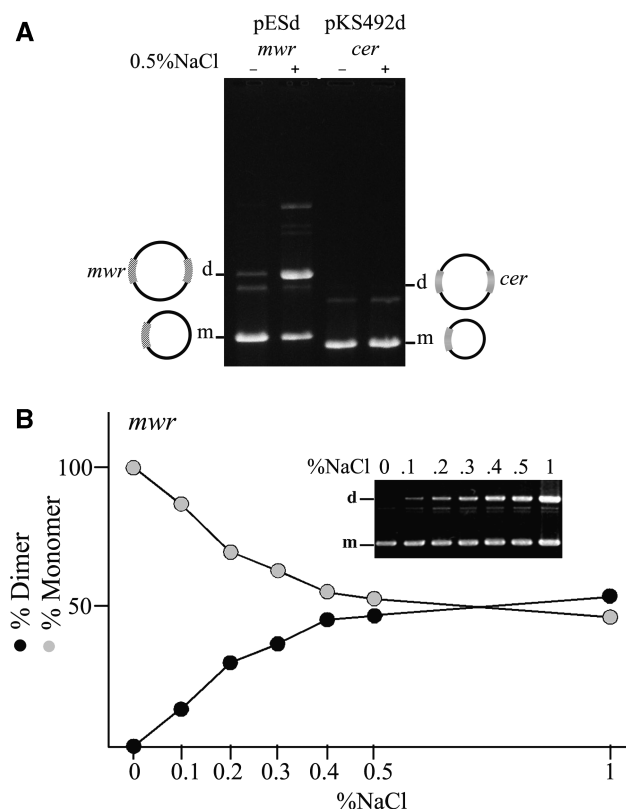 A
pESd pKS492d
mwr cer
0.5%NaCl – + – +
mwr d d cer
m m
B
mwr
%NaCl 0 .1 .2 .3 .4 .5 1
d
m
100
50
% Dimer
% Monomer
0 0.1 0.2 0.3 0.4 0.5 1
%NaCl